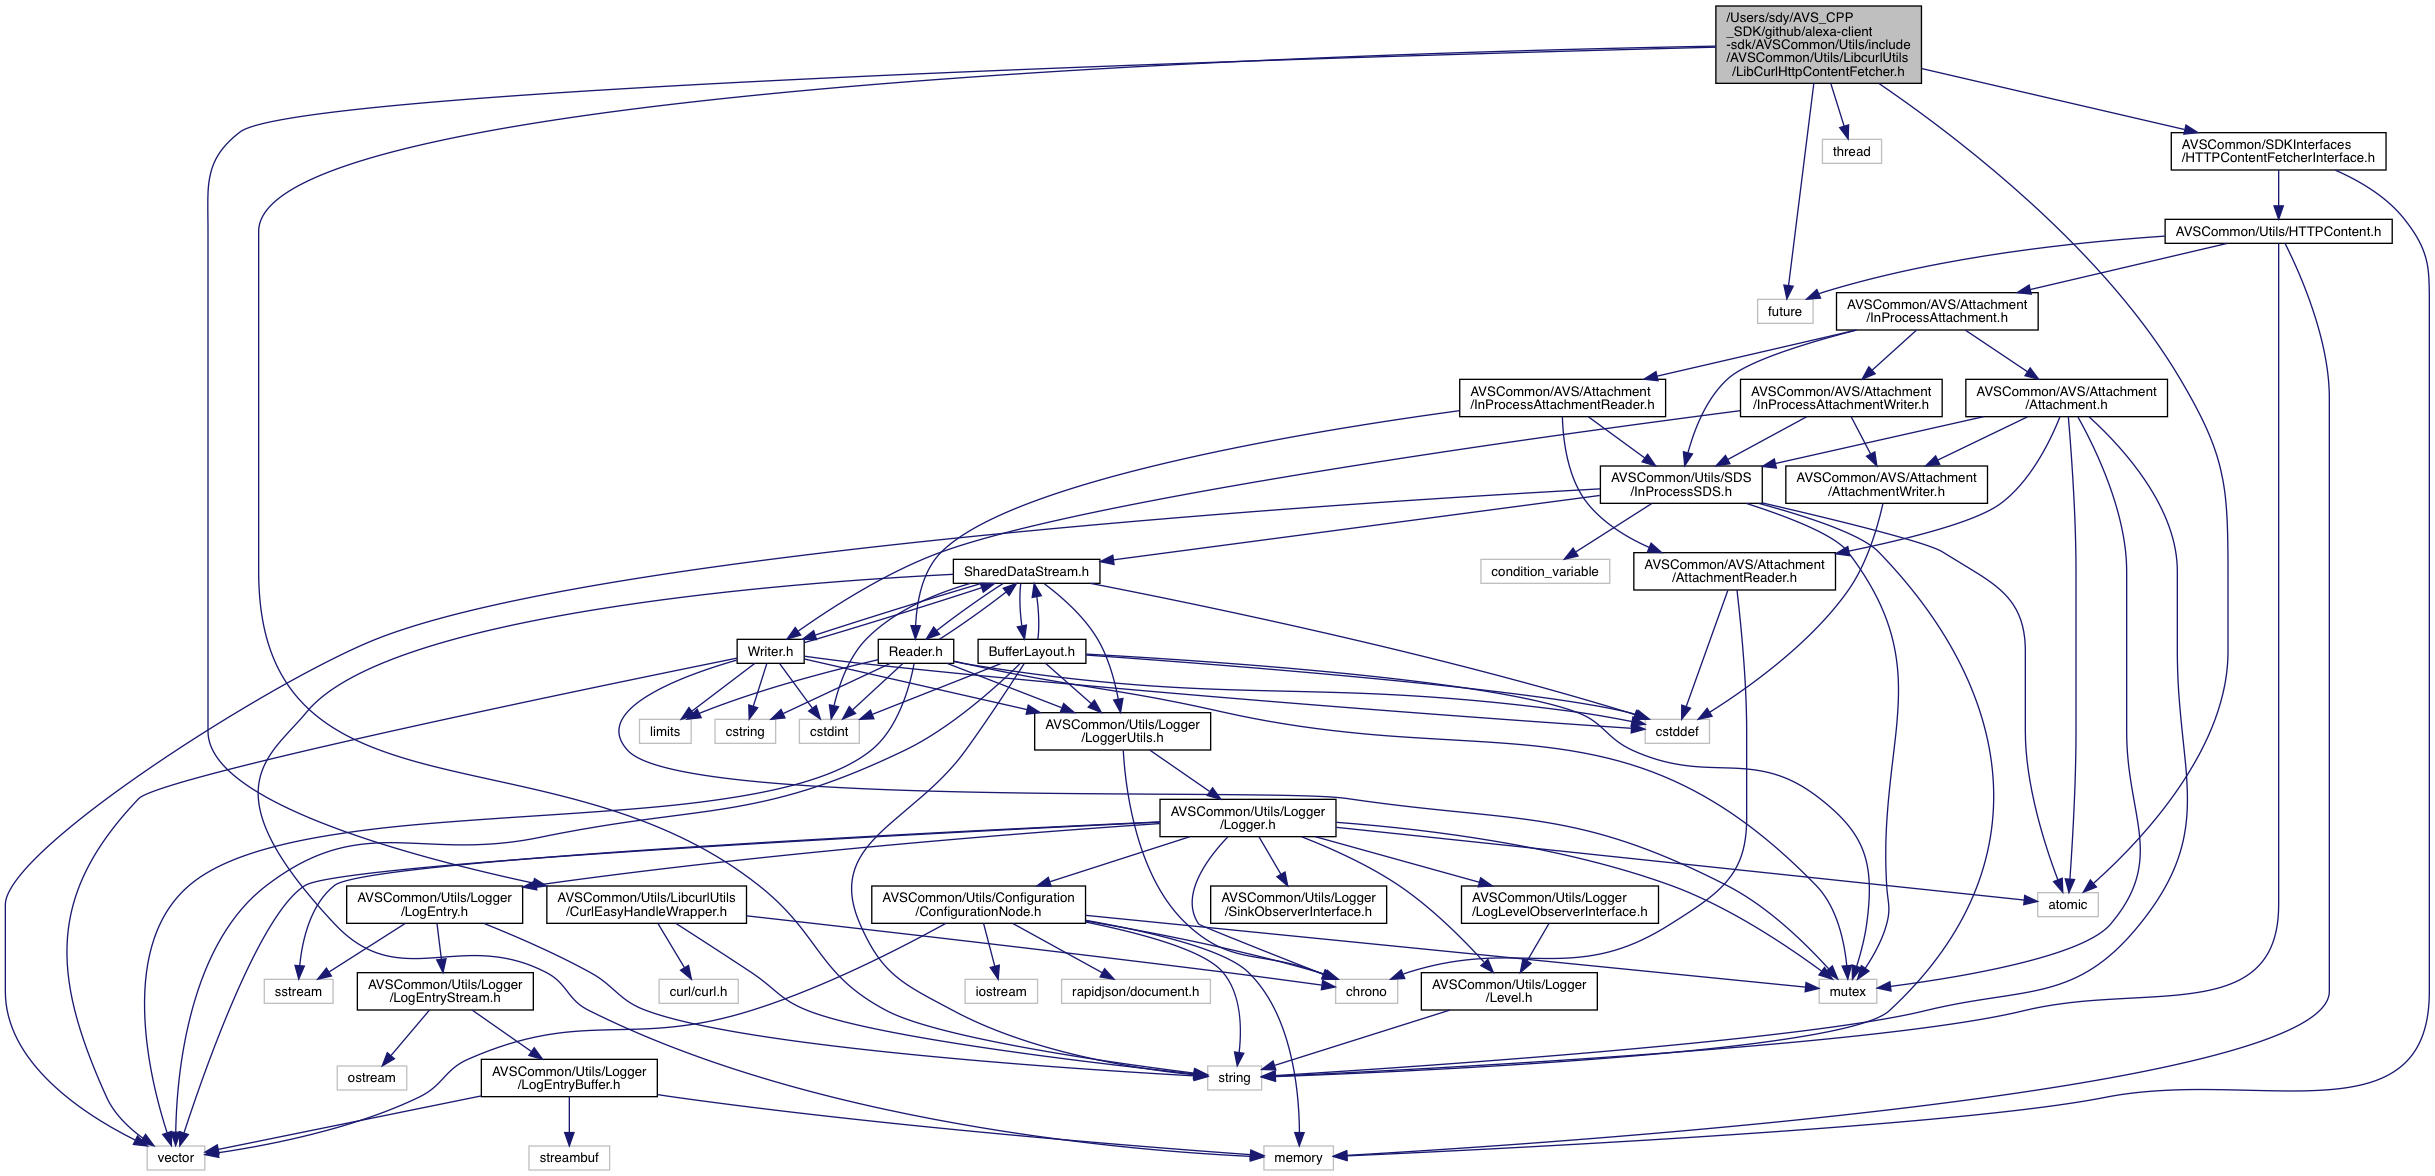 /Users/sdy/AVS_CPP
_SDK/github/alexa-client
-sdk/AVSCommon/Utils/include
/AVSCommon/Utils/LibcurlUtils
/LibCurlHttpContentFetcher.h
thread
AVSCommon/SDKInterfaces
/HTTPContentFetcherInterface.h
AVSCommon/Utils/HTTPContent.h
future
AVSCommon/AVS/Attachment
/InProcessAttachment.h
AVSCommon/AVS/Attachment
/InProcessAttachmentReader.h
AVSCommon/AVS/Attachment
/InProcessAttachmentWriter.h
AVSCommon/AVS/Attachment
/Attachment.h
AVSCommon/Utils/SDS
/InProcessSDS.h
AVSCommon/AVS/Attachment
/AttachmentWriter.h
SharedDataStream.h
condition_variable
AVSCommon/AVS/Attachment
/AttachmentReader.h
Writer.h
Reader.h
BufferLayout.h
limits
cstring
cstdint
AVSCommon/Utils/Logger
/LoggerUtils.h
cstddef
AVSCommon/Utils/Logger
/Logger.h
AVSCommon/Utils/Logger
/LogEntry.h
AVSCommon/Utils/LibcurlUtils
/CurlEasyHandleWrapper.h
AVSCommon/Utils/Configuration
/ConfigurationNode.h
AVSCommon/Utils/Logger
/SinkObserverInterface.h
AVSCommon/Utils/Logger
/LogLevelObserverInterface.h
atomic
sstream
AVSCommon/Utils/Logger
/LogEntryStream.h
curl/curl.h
iostream
rapidjson/document.h
chrono
AVSCommon/Utils/Logger
/Level.h
mutex
ostream
AVSCommon/Utils/Logger
/LogEntryBuffer.h
string
vector
streambuf
memory